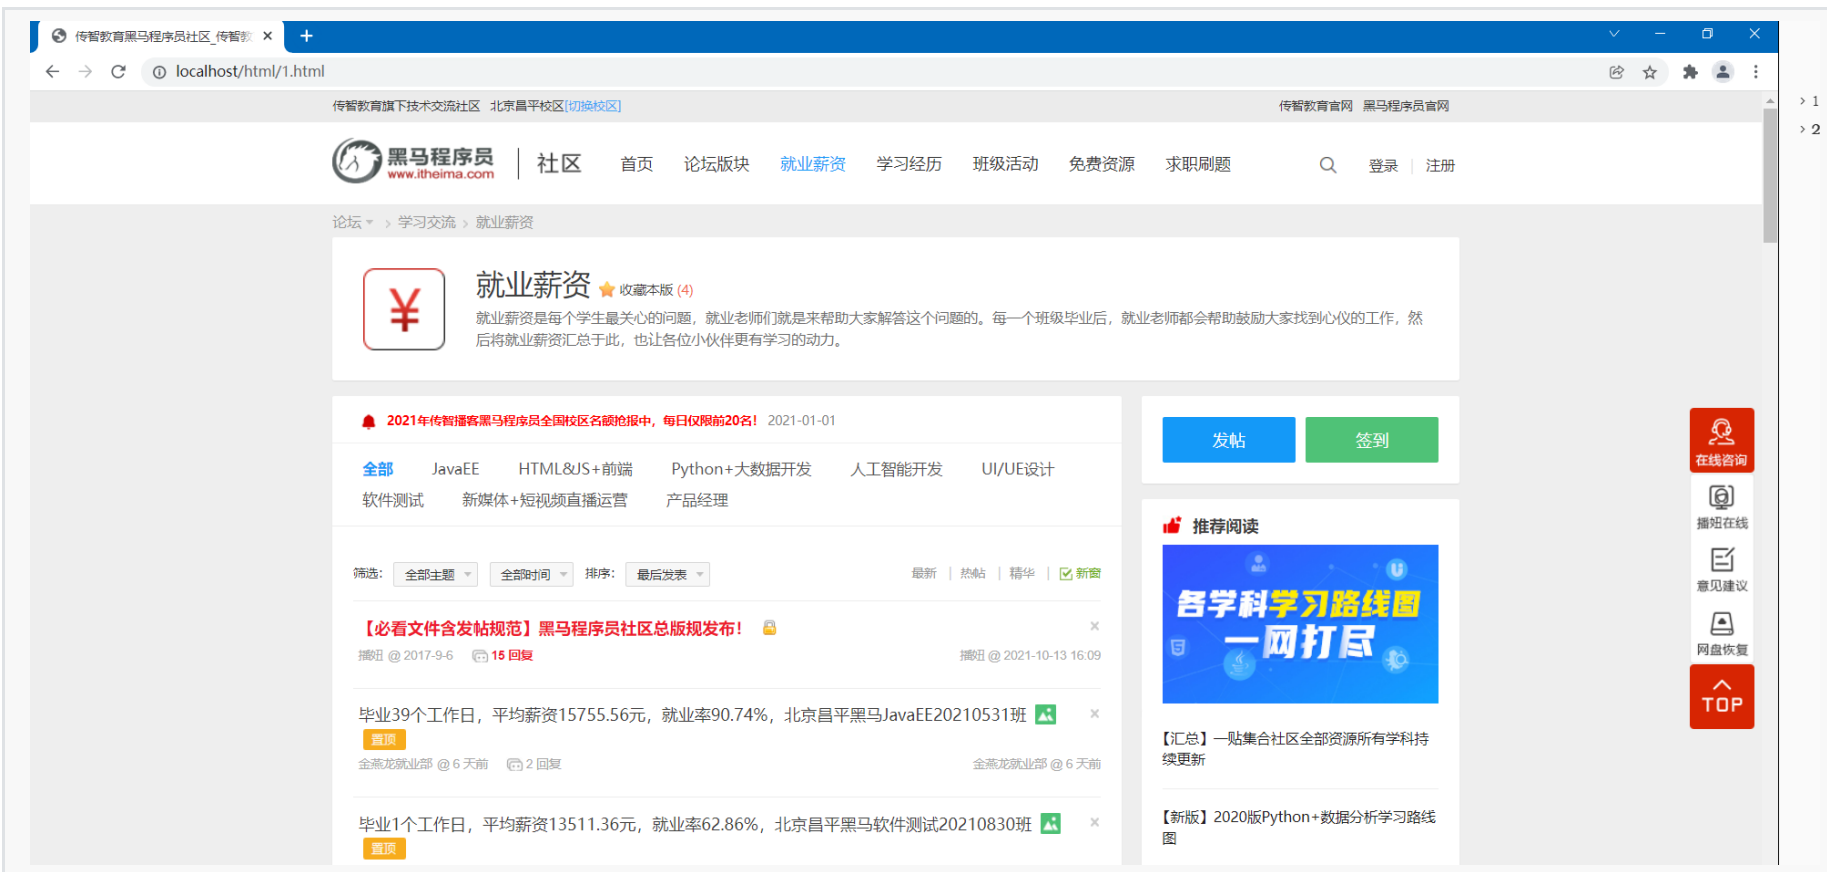 传智教育黑马程序员社区_传智教
localhost/html/1.html
传智教育旗下技术交流社区 北京昌平校区[切换校区] 传智教育官网 黑马程序员官网
黑马程序员 www.itheima.com 社区 首页 论坛版块 就业薪资 学习经历 班级活动 免费资源 求职刷题 登录 注册
论坛 > 学习交流 > 就业薪资
就业薪资 收藏本版 (4)
就业薪资是每个学生最关心的问题，就业老师们就是来帮助大家解答这个问题的。每一个班级毕业后，就业老师都会帮助鼓励大家找到心仪的工作，然
后将就业薪资汇总于此，也让各位小伙伴更有学习的动力。
2021年传智播客黑马程序员全国校区名额抢报中，每日仅限前20名！ 2021-01-01
全部 JavaEE HTML&JS+前端 Python+大数据开发 人工智能开发 UI/UE设计
软件测试 新媒体+短视频直播运营 产品经理
筛选： 全部主题 全部时间 排序： 最后发表 最新 | 热帖 | 精华 | 新窗
【必看文件含发帖规范】黑马程序员社区总版规发布！
播妞 @ 2017-9-6 15 回复 播妞 @ 2021-10-13 16:09
毕业39个工作日，平均薪资15755.56元，就业率90.74%，北京昌平黑马JavaEE20210531班
置顶
金燕龙就业部 @ 6 天前 2 回复 金燕龙就业部 @ 6 天前
毕业1个工作日，平均薪资13511.36元，就业率62.86%，北京昌平黑马软件测试20210830班
置顶
发帖 签到
推荐阅读
各学科学习路线图
一网打尽
【汇总】一贴集合社区全部资源所有学科持
续更新
【新版】2020版Python+数据分析学习路线
图
在线咨询
播妞在线
意见建议
网盘恢复
TOP
> 1
> 2